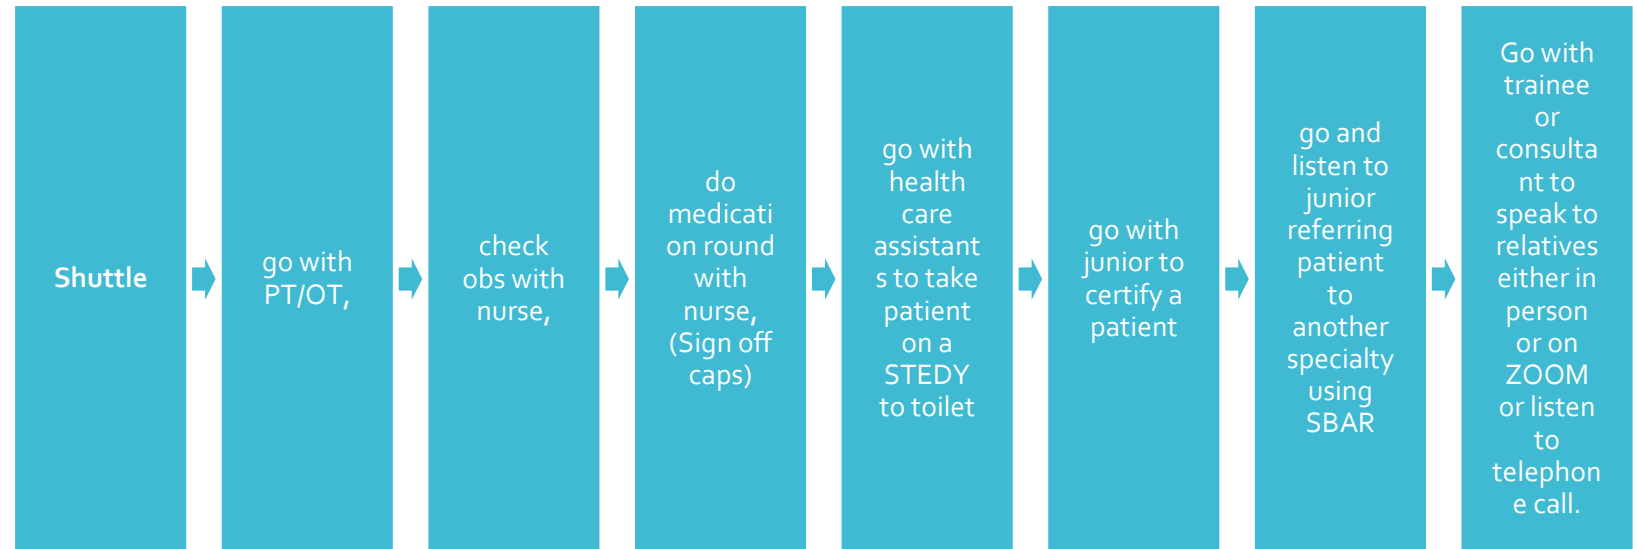 Shuttle
go with
PT/OT,
check
obs with
nurse,
do
medicati
on round
with
nurse,
(Sign off
caps)
go with
health
care
assistant
s to take
patient
on a
STEDY
to toilet
go with
junior to
certify a
patient
go and
listen to
junior
referring
patient
to
another
specialty
using
SBAR
Go with
trainee
or
consulta
nt to
speak to
relatives
either in
person
or on
ZOOM
or listen
to
telephon
e call.